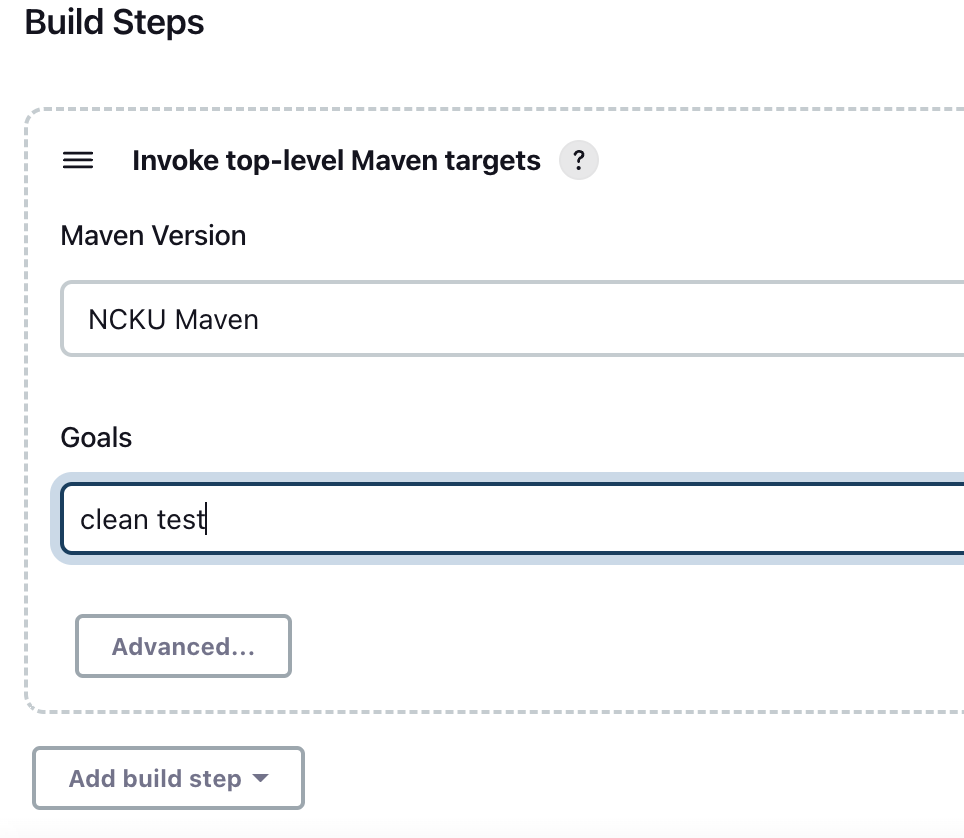 Build Steps
Invoke top-level Maven targets ?
Maven Version
NCKU Maven
Goals
clean test
Advanced...
Add build step